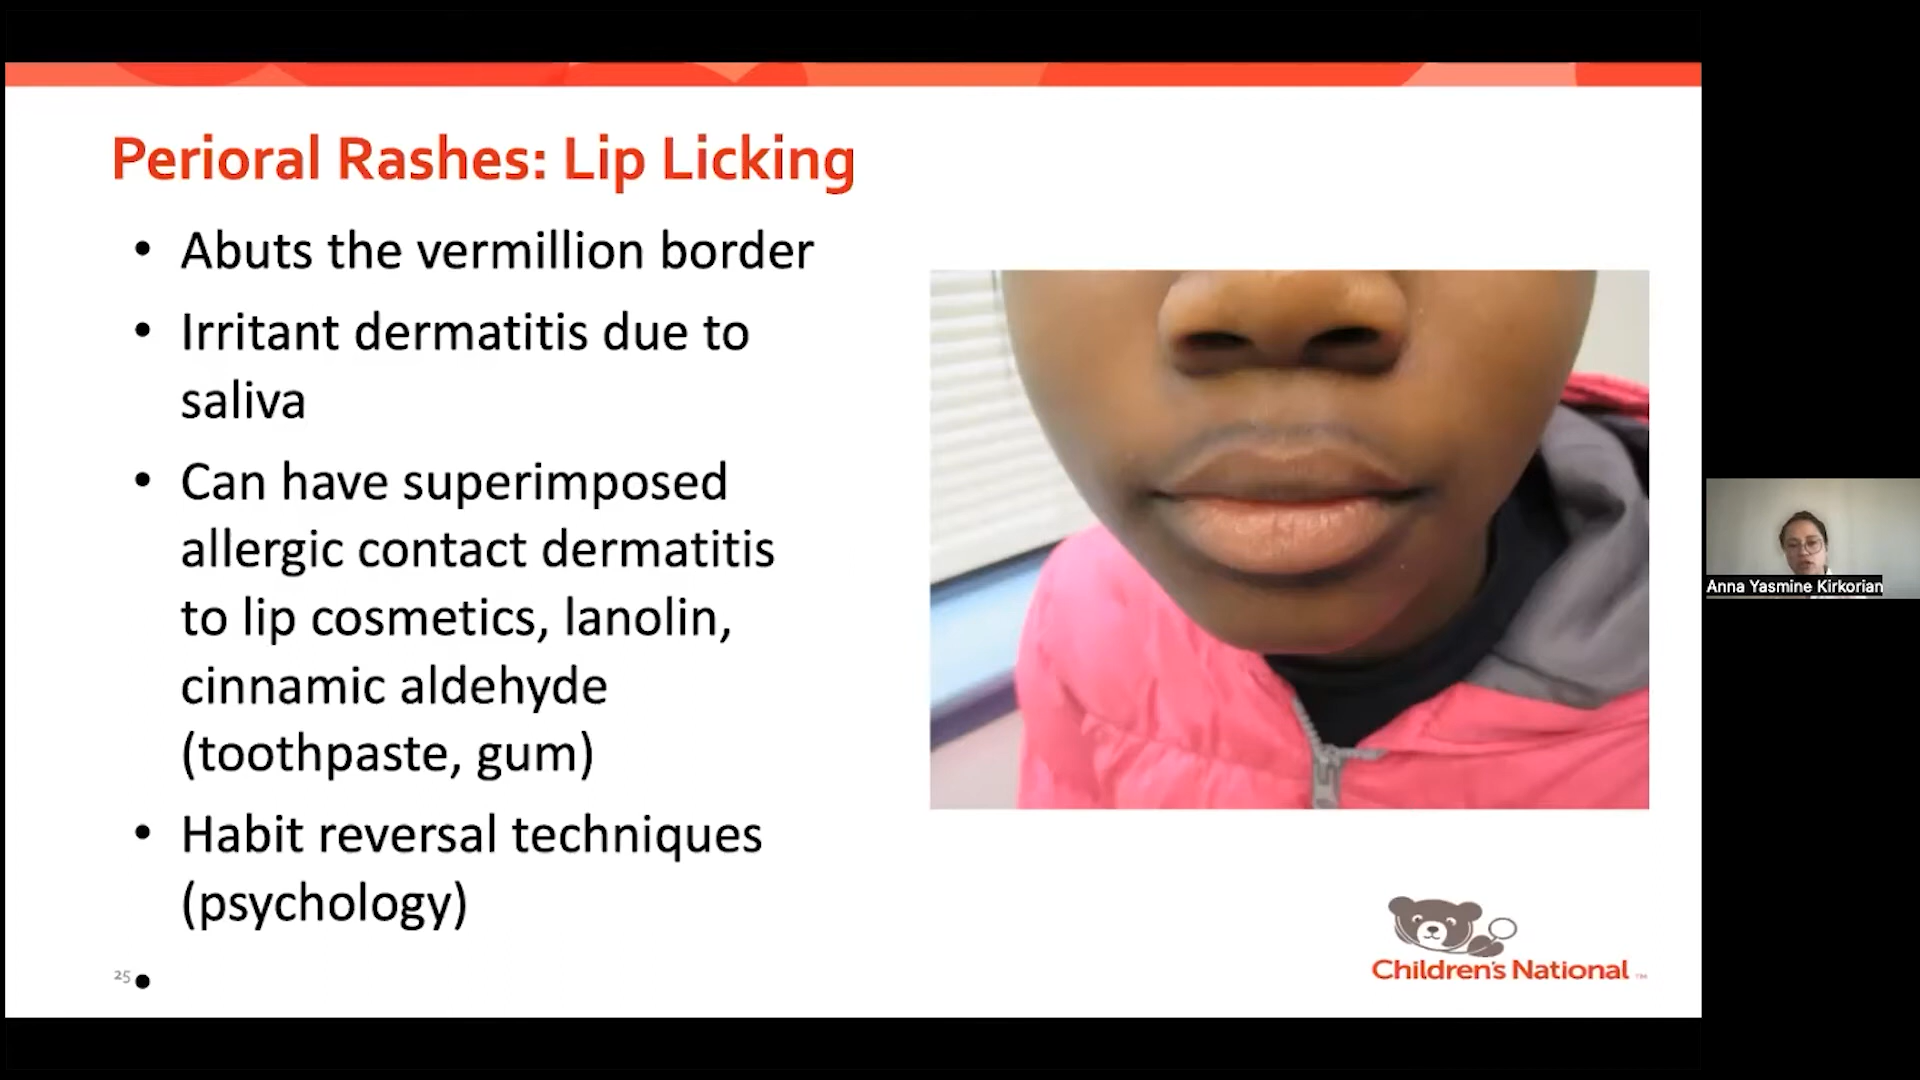 Perioral Rashes: Lip Licking
• Abuts the vermillion border
• Irritant dermatitis due to
saliva
• Can have superimposed
allergic contact dermatitis
to lip cosmetics, lanolin,
cinnamic aldehyde
(toothpaste, gum)
• Habit reversal techniques
(psychology)
25
•
Children's National ™
Anna Yasmine Kirkorian